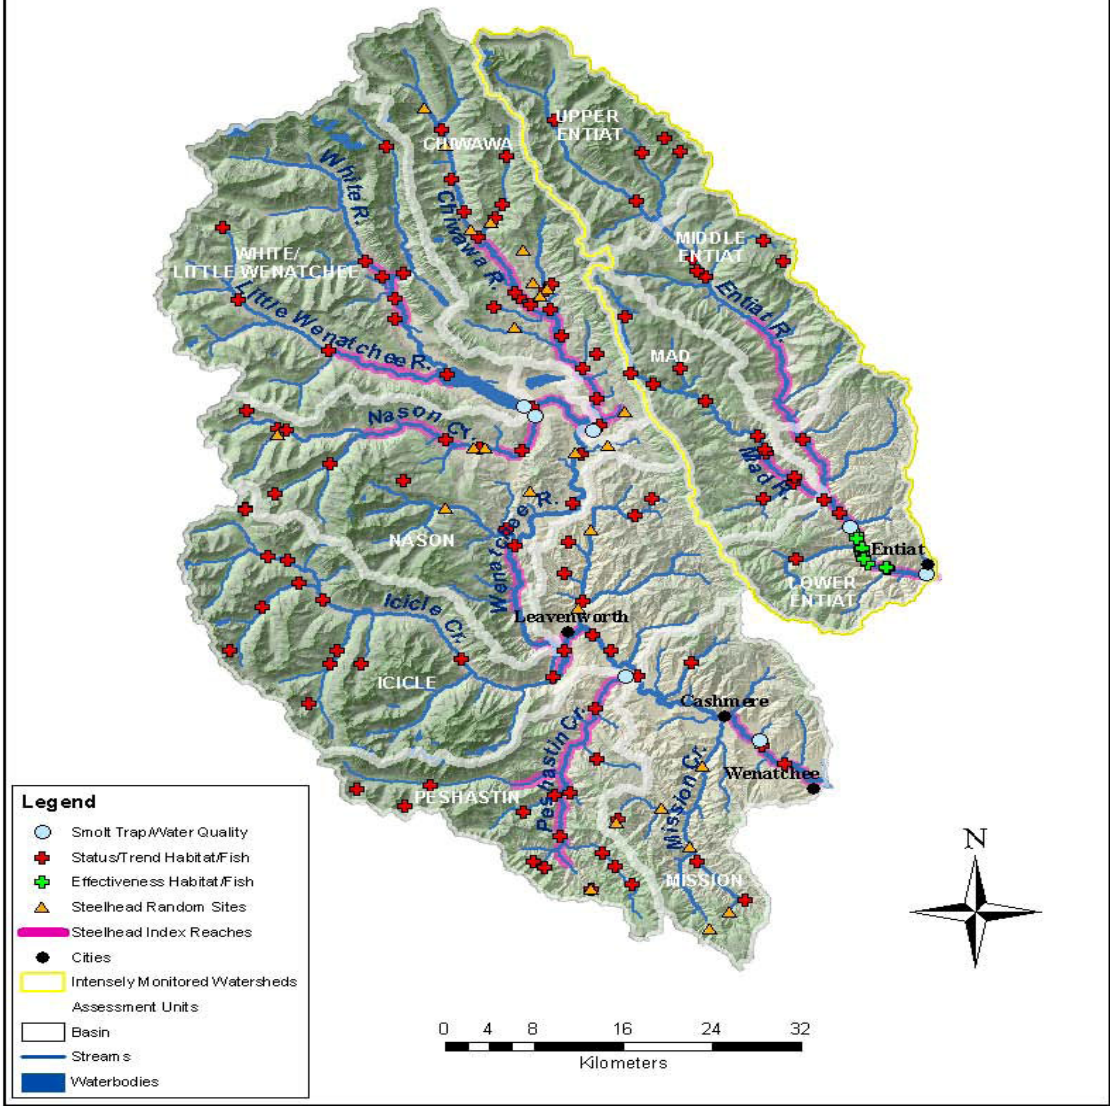 UPPER
ENTIAT
CHIWAWA
White R.
Chiwawa R.
WHITE/
LITTLE WENATCHEE
MIDDLE
ENTIAT
Entiat R.
Little Wenatchee R.
MAD
Nason Cr.
Mad R.
NASON
Wenatchee R.
Entiat
LOWER
ENTIAT
Icicle Cr.
Leavenworth
ICICLE
Cashmere
Peshastin Cr.
Mission Cr.
Wenatchee
PESHASTIN
MISSION
Legend
Smolt Trap/Water Quality
Status/Trend Habitat/Fish
Effectiveness Habitat/Fish
Steelhead Random Sites
Steelhead Index Reaches
Cities
Intensely Monitored Watersheds
Assessment Units
Basin
Streams
Waterbodies
N
0 4 8 16 24 32
Kilometers